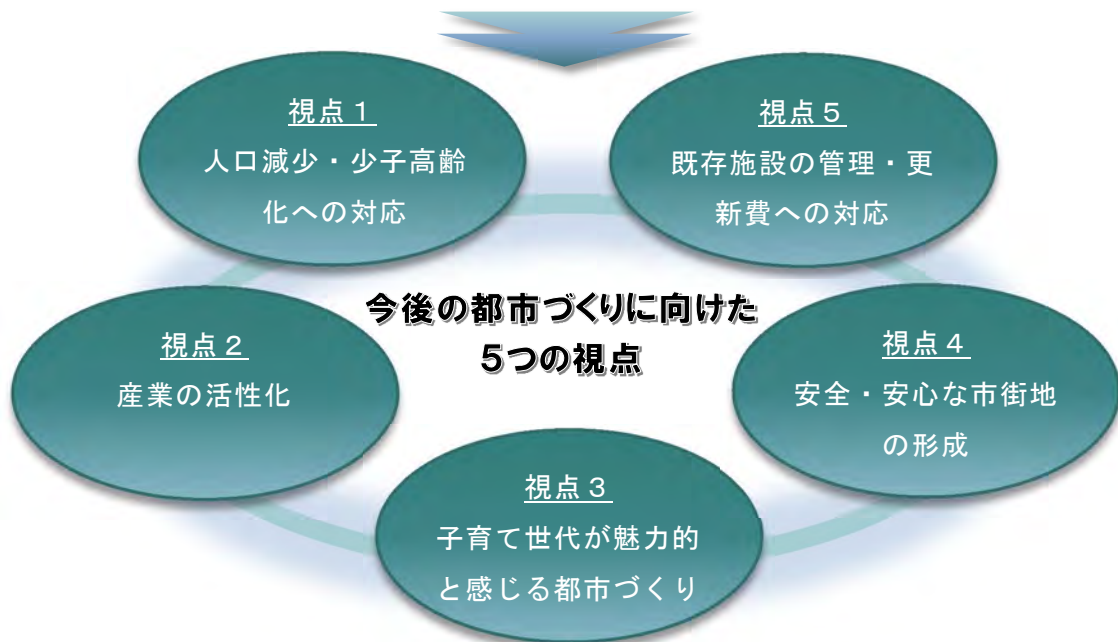 今後の都市づくりに向けた
5つの視点
視点１
人口減少・少子高齢
化への対応
視点２
産業の活性化
視点３
子育て世代が魅力的
と感じる都市づくり
視点４
安全・安心な市街地
の形成
視点５
既存施設の管理・更
新費への対応